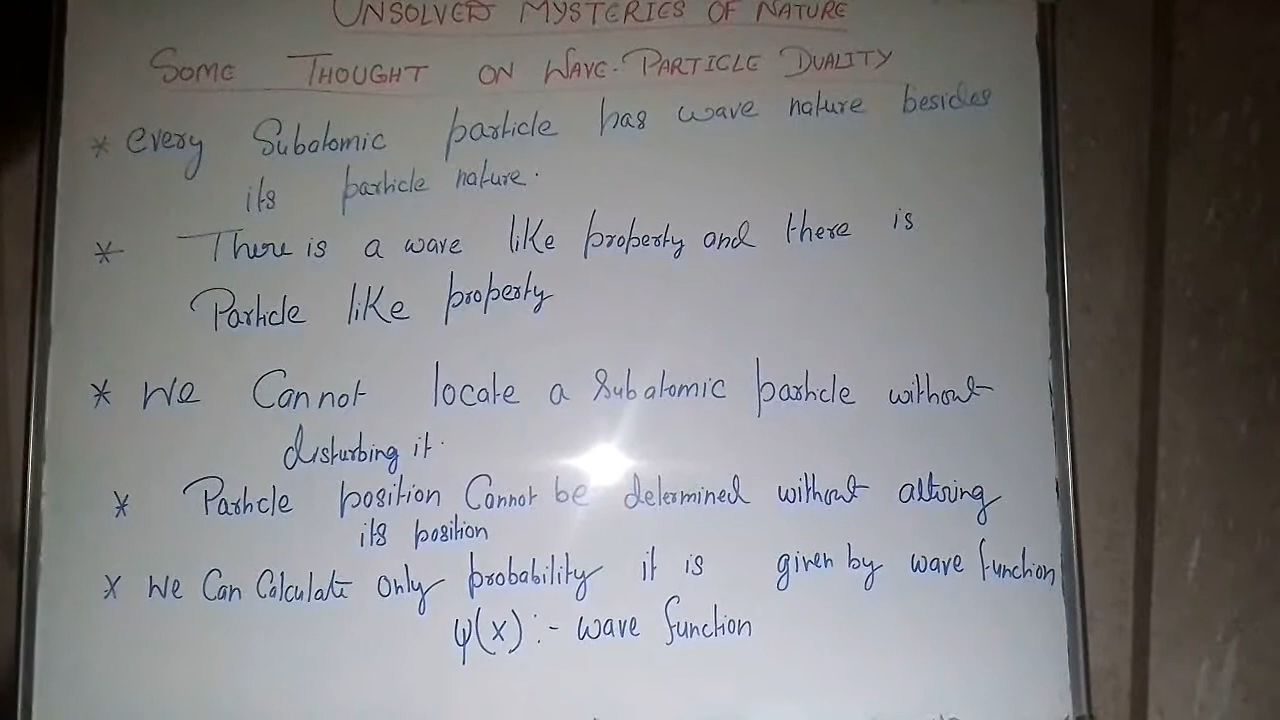 UNSOLVED MYSTERIES OF NATURE
SOME THOUGHT ON WAVE-PARTICLE DUALITY
* every Subatomic particle has wave nature besides
its particle nature.
* There is a wave like property and there is
Particle like property
* We Cannot locate a Subatomic particle without
disturbing it.
* Particle position Cannot be determined without altering
its position
* We Can Calculate only probability it is given by wave function
ψ(x) :- wave function